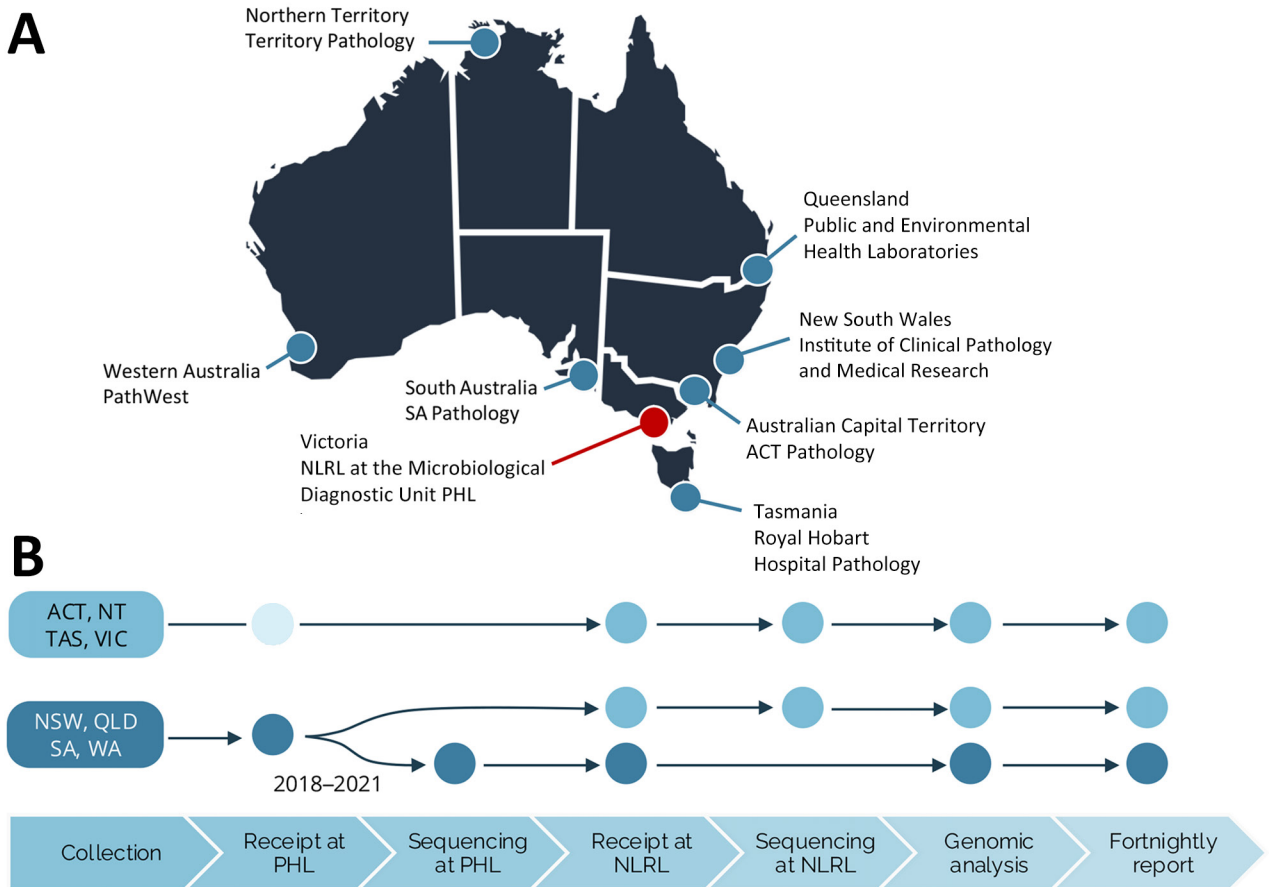 A
Northern Territory
Territory Pathology
Queensland
Public and Environmental
Health Laboratories
New South Wales
Institute of Clinical Pathology
and Medical Research
Western Australia
PathWest
South Australia
SA Pathology
Australian Capital Territory
ACT Pathology
Victoria
NLRL at the Microbiological
Diagnostic Unit PHL
Tasmania
Royal Hobart
Hospital Pathology
B
ACT, NT
TAS, VIC
NSW, QLD
SA, WA
2018–2021
Collection
Receipt at
PHL
Sequencing
at PHL
Receipt at
NLRL
Sequencing
at NLRL
Genomic
analysis
Fortnightly
report